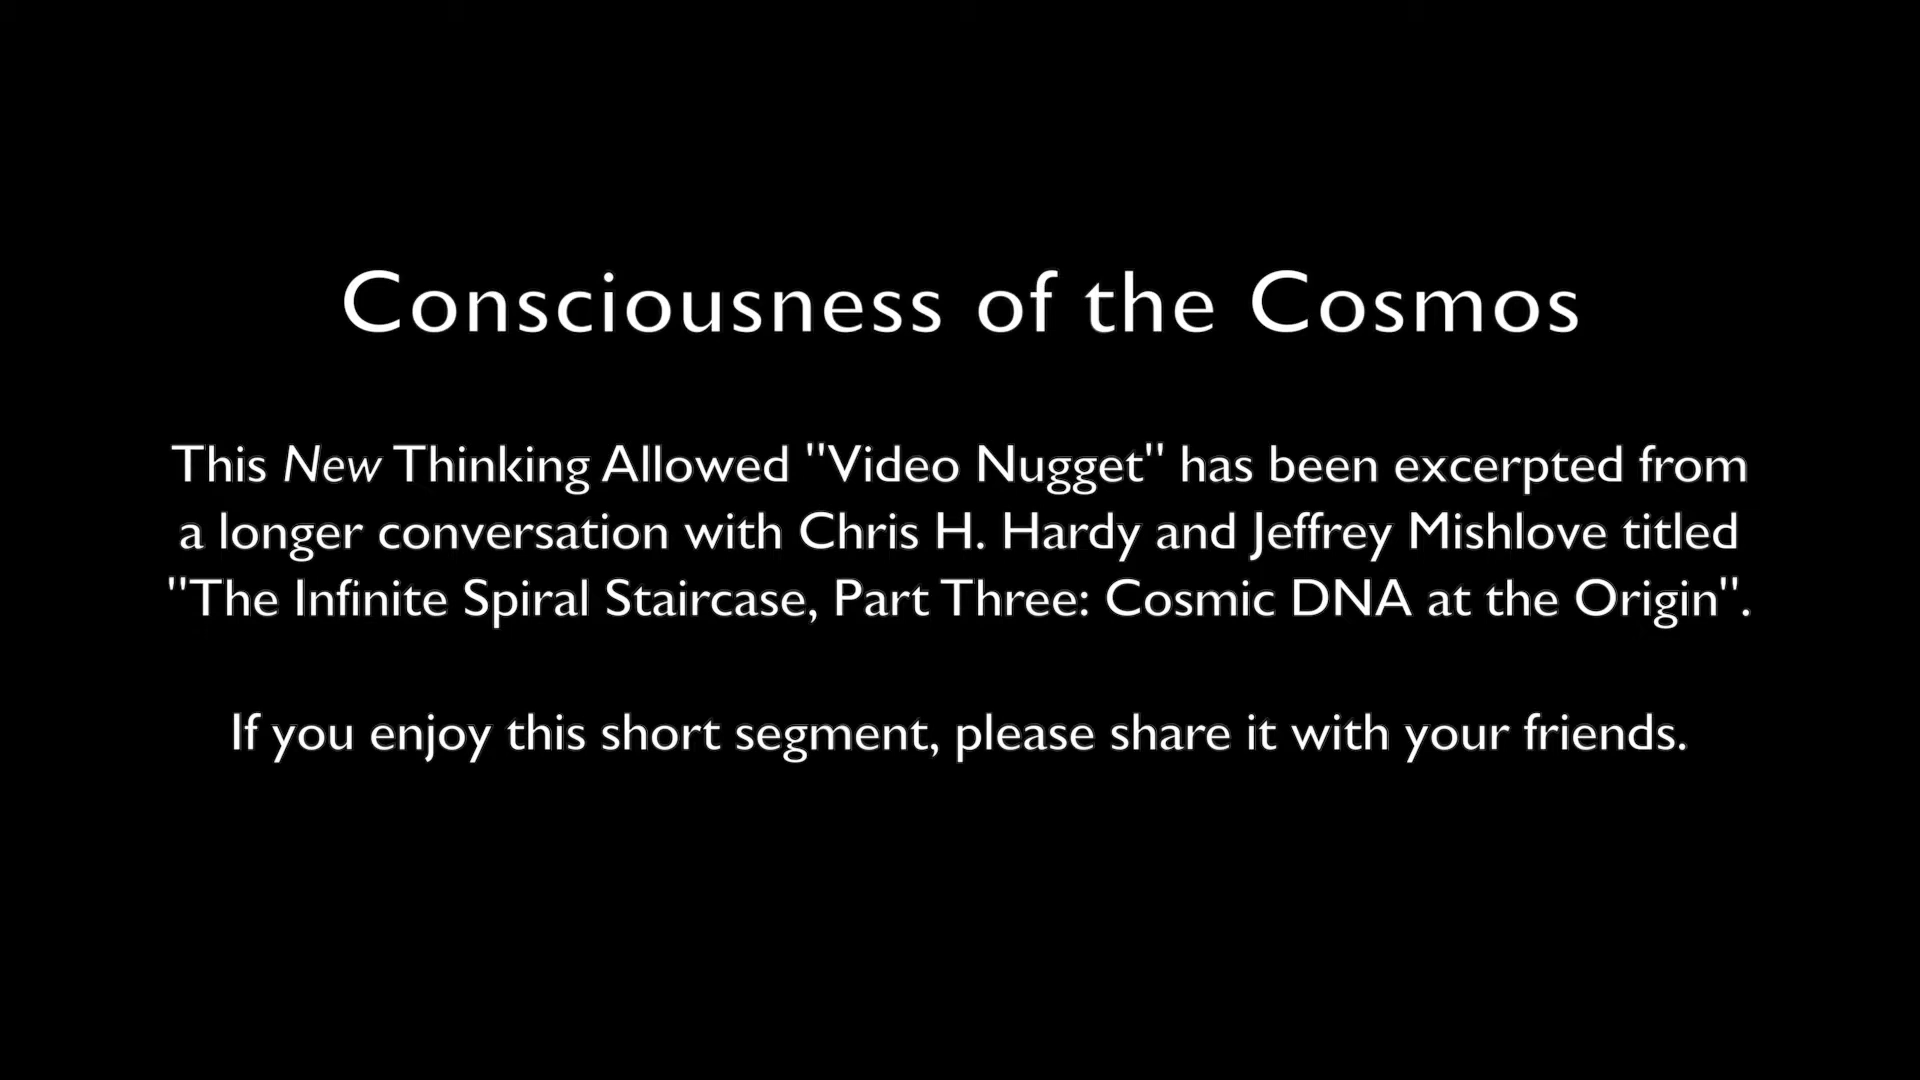 Consciousness of the Cosmos
This New Thinking Allowed "Video Nugget" has been excerpted from
a longer conversation with Chris H. Hardy and Jeffrey Mishlove titled
"The Infinite Spiral Staircase, Part Three: Cosmic DNA at the Origin".
If you enjoy this short segment, please share it with your friends.